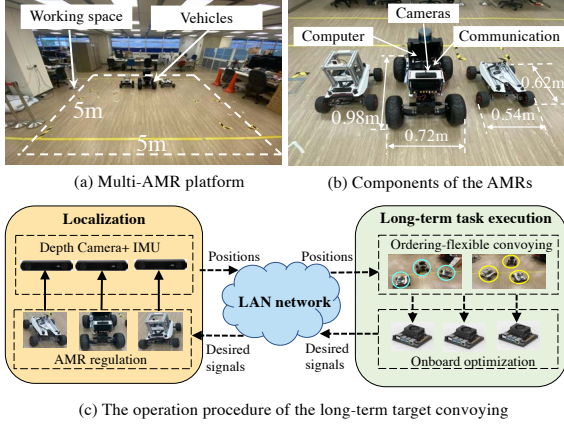 Working space
Vehicles
5m
5m
(a) Multi-AMR platform
Cameras
Computer
Communication
0.98m
0.72m
0.62m
0.54m
(b) Components of the AMRs
Localization
Depth Camera+ IMU
AMR regulation
Positions
Positions
LAN network
Desired
signals
Desired
signals
Long-term task execution
Ordering-flexible convoying
Onboard optimization
(c) The operation procedure of the long-term target convoying